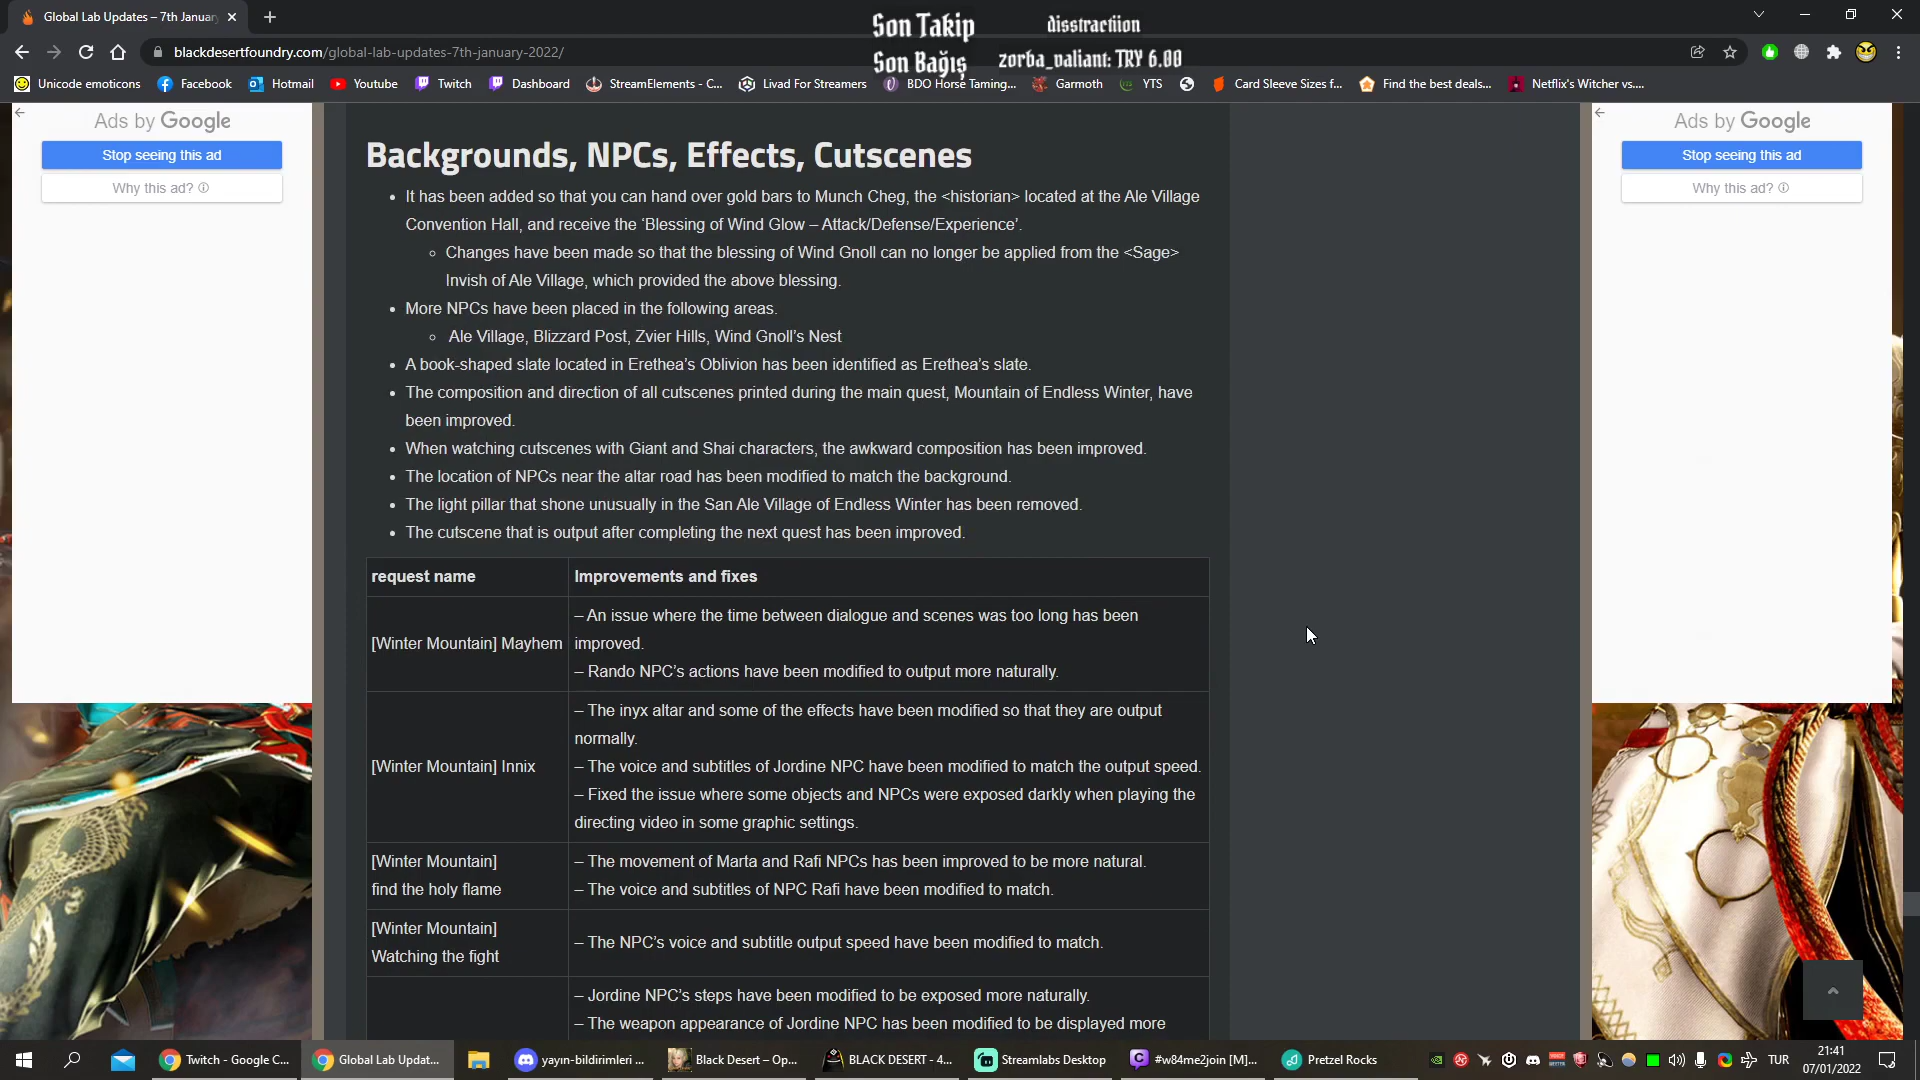 Global Lab Updates – 7th Januar
Son Takip
disstractiion
blackdesertfoundry.com/global-lab-updates-7th-january-2022/
Son Bağış
zorba_valiant: TRY 6.00
Unicode emotions
Facebook
Hotmail
Youtube
Twitch
Dashboard
StreamElements - C...
Livad For Streamers
BDO Horse Taming...
Garmoth
YTS
Card Sleeve Sizes f...
Find the best deals...
Netflix's Witcher vs....
Ads by Google
Stop seeing this ad
Why this ad?
Ads by Google
Stop seeing this ad
Why this ad?
Backgrounds, NPCs, Effects, Cutscenes
It has been added so that you can hand over gold bars to Munch Cheg, the <historian> located at the Ale Village
Convention Hall, and receive the ‘Blessing of Wind Glow – Attack/Defense/Experience’.
Changes have been made so that the blessing of Wind Gnoll can no longer be applied from the <Sage>
Invish of Ale Village, which provided the above blessing.
More NPCs have been placed in the following areas.
Ale Village, Blizzard Post, Zvier Hills, Wind Gnoll’s Nest
A book-shaped slate located in Erethea’s Oblivion has been identified as Erethea’s slate.
The composition and direction of all cutscenes printed during the main quest, Mountain of Endless Winter, have
been improved.
When watching cutscenes with Giant and Shai characters, the awkward composition has been improved.
The location of NPCs near the altar road has been modified to match the background.
The light pillar that shone unusually in the San Ale Village of Endless Winter has been removed.
The cutscene that is output after completing the next quest has been improved.
request name
Improvements and fixes
[Winter Mountain] Mayhem
– An issue where the time between dialogue and scenes was too long has been
improved.
– Rando NPC’s actions have been modified to output more naturally.
[Winter Mountain] Innix
– The inyx altar and some of the effects have been modified so that they are output
normally.
– The voice and subtitles of Jordine NPC have been modified to match the output speed.
– Fixed the issue where some objects and NPCs were exposed darkly when playing the
directing video in some graphic settings.
[Winter Mountain]
find the holy flame
– The movement of Marta and Rafi NPCs has been improved to be more natural.
– The voice and subtitles of NPC Rafi have been modified to match.
[Winter Mountain]
Watching the fight
– The NPC’s voice and subtitle output speed have been modified to match.
– Jordine NPC’s steps have been modified to be exposed more naturally.
– The weapon appearance of Jordine NPC has been modified to be displayed more
Twitch - Google C...
Global Lab Updat...
yayın-bildirimleri ...
Black Desert – Op...
BLACK DESERT - 4...
Streamlabs Desktop
#w84me2join [M]...
Pretzel Rocks
TUR
21:41
07/01/2022